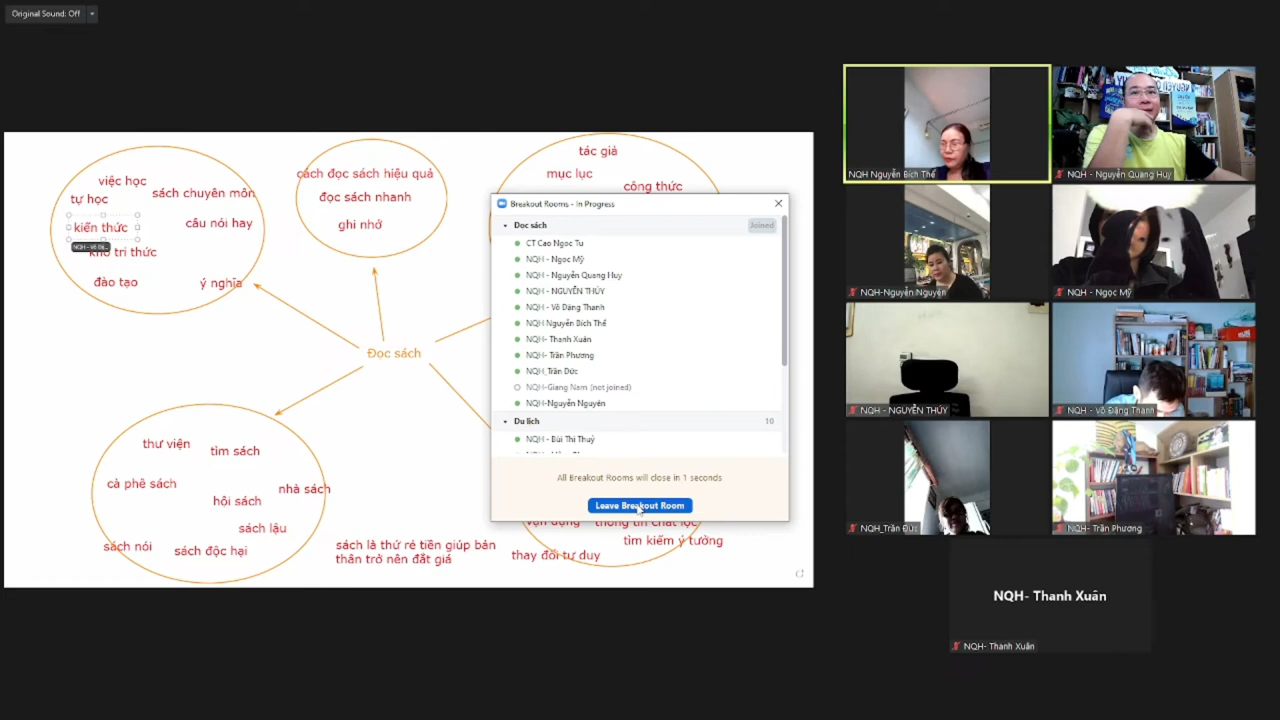 Original Sound: Off
việc học
tự học
sách chuyên môn
kiến thức
câu nói hay
kho tri thức
đào tạo
ý nghĩa
cách đọc sách hiệu quả
đọc sách nhanh
ghi nhớ
tác giả
mục lục
công thức
Đọc sách
thư viện
tìm sách
cà phê sách
nhà sách
hội sách
sách lậu
sách nói
sách độc hại
sách là thứ rẻ tiền giúp bản
thân trở nên đắt giá
vận dụng
thông tin chắt lọc
tìm kiếm ý tưởng
thay đổi tư duy
Breakout Rooms - In Progress
Đọc sách
Joined
CT Cao Ngọc Tu
NQH - Ngọc Mỹ
NQH - Nguyễn Quang Huy
NQH - NGUYỄN THÚY
NQH - Võ Đặng Thanh
NQH Nguyễn Bích Thể
NQH- Thanh Xuân
NQH- Trần Phương
NQH_Trần Đức
NQH-Giang Nam (not joined)
NQH-Nguyễn Nguyên
Du lịch
10
NQH - Bùi Thị Thuỷ
All Breakout Rooms will close in 1 seconds
Leave Breakout Room
NQH Nguyễn Bích Thể
NQH - Nguyễn Quang Huy
NQH-Nguyễn Nguyên
NQH - Ngọc Mỹ
NQH - NGUYỄN THÚY
NQH - Võ Đặng Thanh
NQH_Trần Đức
NQH- Trần Phương
NQH- Thanh Xuân
NQH- Thanh Xuân